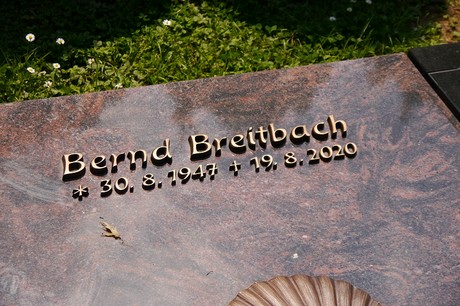 Bernd Breitbach
* 30. 8. 1947 † 19. 8. 2020